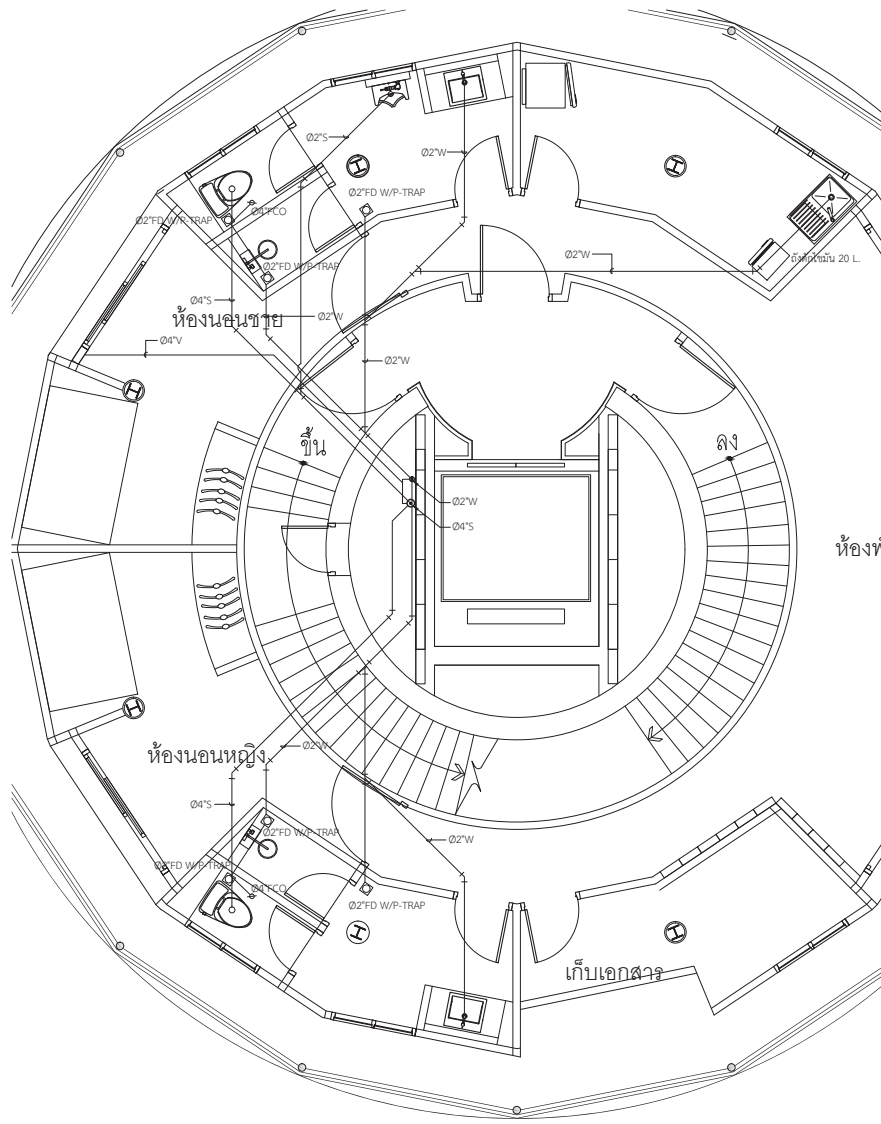 Ø2"S
Ø2"W
Ø2"FD W/P-TRAP
Ø4"FCO
Ø2"FD W/P-TRAP
Ø2"FD W/P-TRAP
Ø2"W
ถังดักไขมัน 20 L.
Ø4"S
ห้องนอนชาย
Ø2"W
Ø4"V
Ø2"W
ขึ้น
ลง
Ø2"W
Ø4"S
ห้องนอนหญิง
Ø2"W
Ø4"S
Ø2"FD W/P-TRAP
Ø2"W
Ø2"FD W/P-TRAP
Ø4"FCO
Ø2"FD W/P-TRAP
เก็บเอกสาร